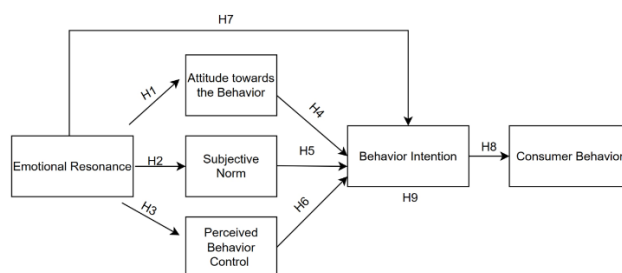 H7
Attitude towards
the Behavior
H1
H4
Emotional Resonance
H2
Subjective
Norm
H5
Behavior Intention
H8
Consumer Behavior
H9
H3
H6
Perceived
Behavior
Control